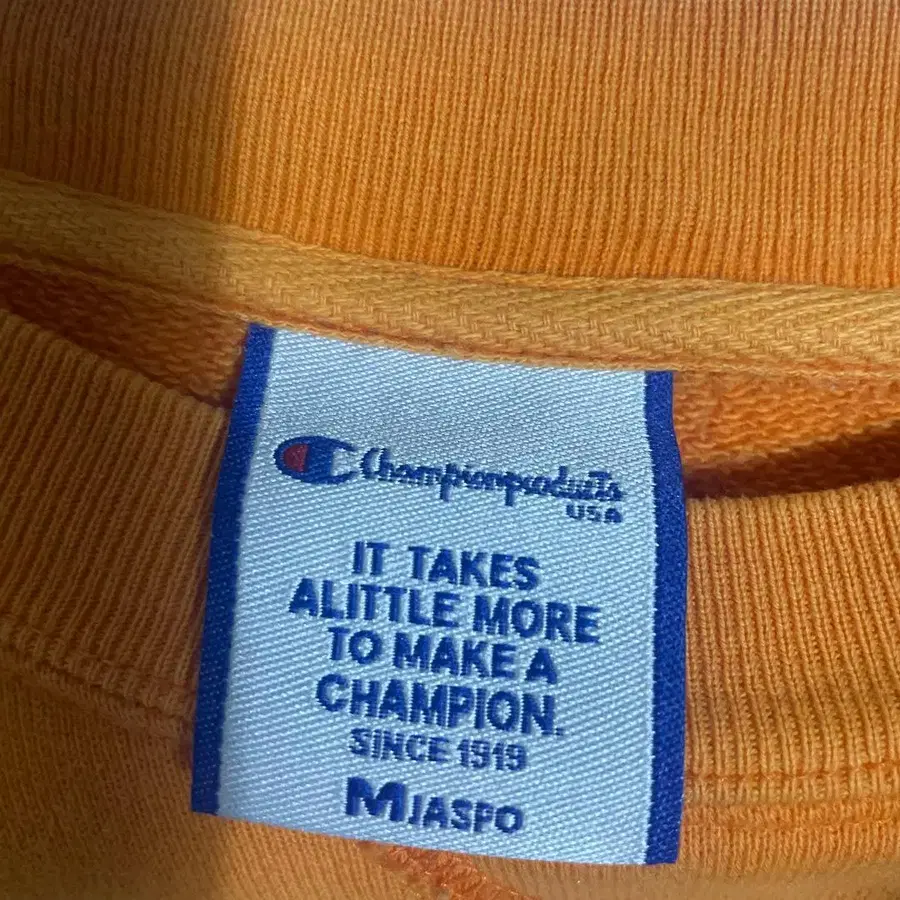 Championproducts
USA
IT TAKES
ALITTLE MORE
TO MAKE A
CHAMPION.
SINCE 1919
M JASPO